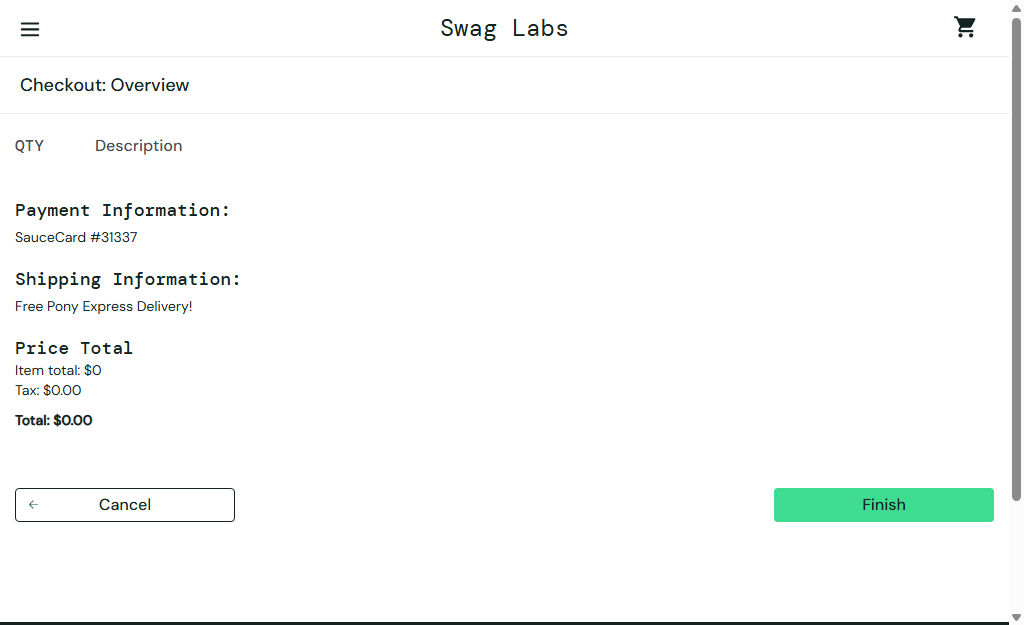 Swag Labs
Checkout: Overview
QTY Description
Payment Information:
SauceCard #31337
Shipping Information:
Free Pony Express Delivery!
Price Total
Item total: $0
Tax: $0.00
Total: $0.00
Cancel
Finish